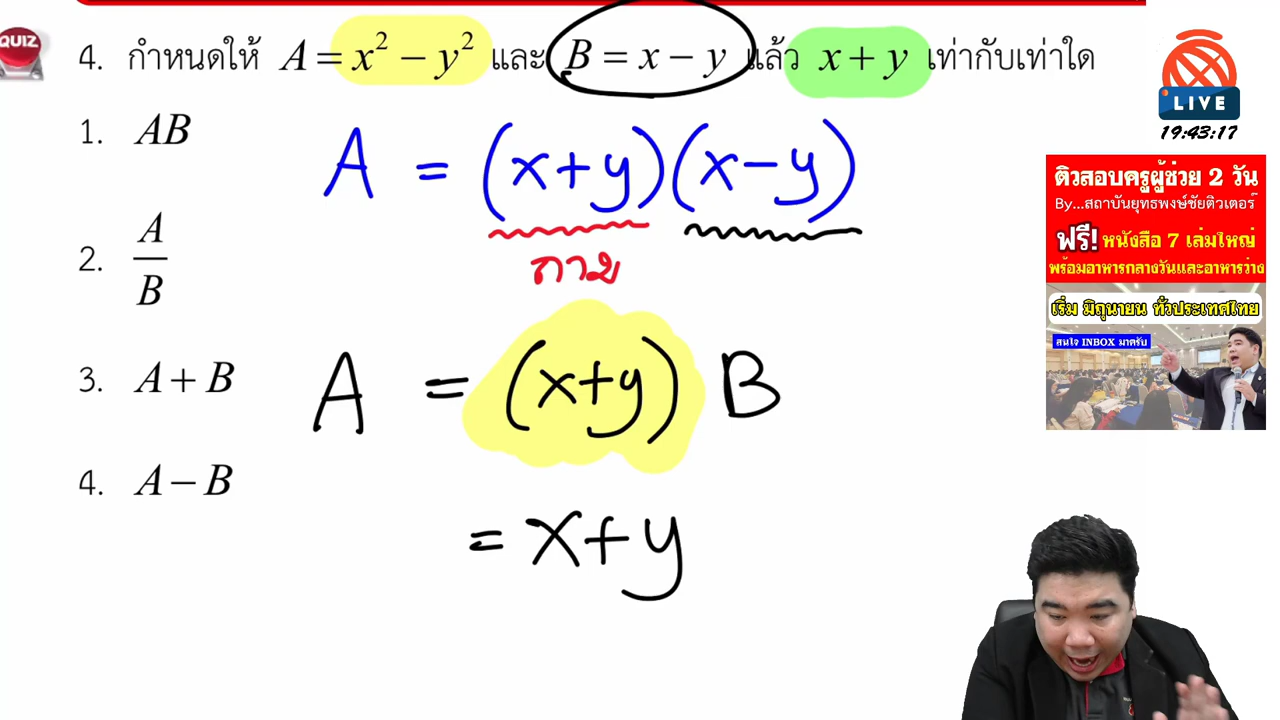 QUIZ
4. กำหนดให้ A = x² − y² และ B = x − y แล้ว x + y เท่ากับเท่าใด
1. AB
A = (x+y)(x−y)
ถาม
2. A/B
A = (x+y) B
3. A + B
4. A − B
= x+y
LIVE
19:43:17
ติวสอบครูผู้ช่วย 2 วัน
By...สถาบันยุทธพงษ์ชัยติวเตอร์
ฟรี! หนังสือ 7 เล่มใหญ่
พร้อมอาหารกลางวันและอาหารว่าง
เริ่ม มิถุนายน ทั่วประเทศไทย
สนใจ INBOX มาครับ